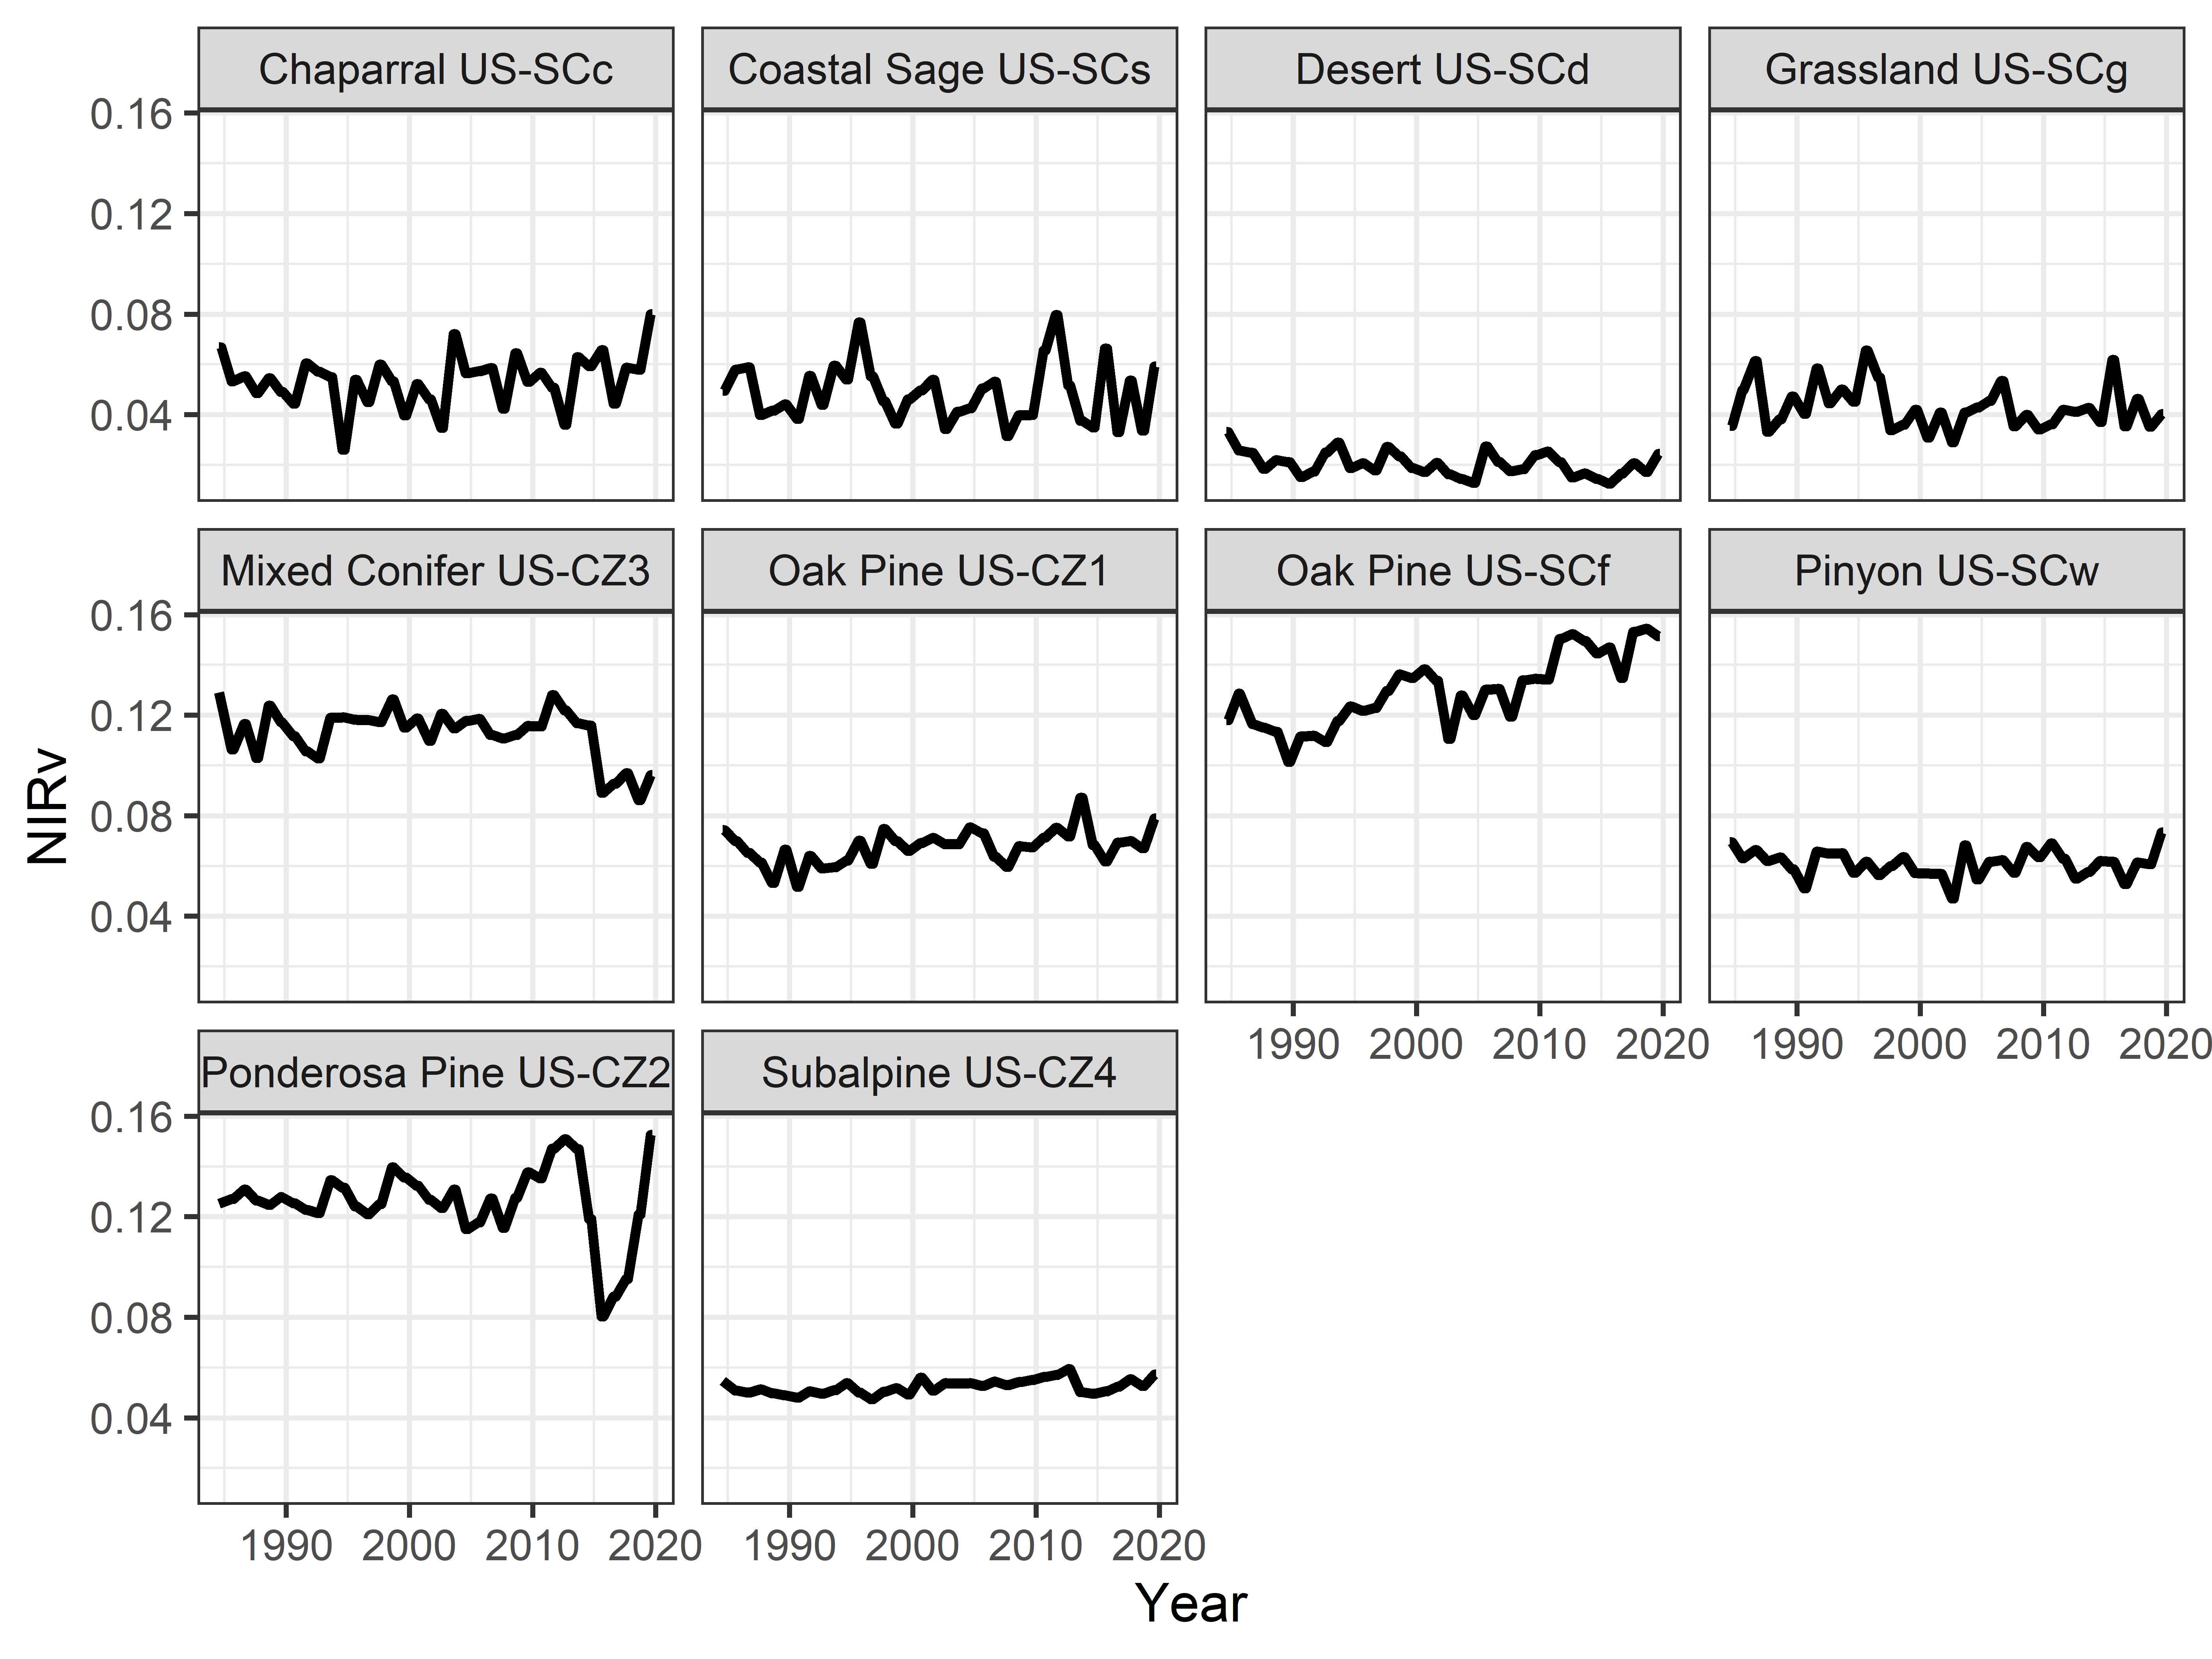 Chaparral US-SCc
Coastal Sage US-SCs
Desert US-SCd
Grassland US-SCg
0.16
0.12
0.08
0.04
Mixed Conifer US-CZ3
Oak Pine US-CZ1
Oak Pine US-SCf
Pinyon US-SCw
0.16
0.12
0.08
0.04
NIRv
1990 2000 2010 2020
1990 2000 2010 2020
Ponderosa Pine US-CZ2
Subalpine US-CZ4
0.16
0.12
0.08
0.04
1990 2000 2010 2020
1990 2000 2010 2020
Year